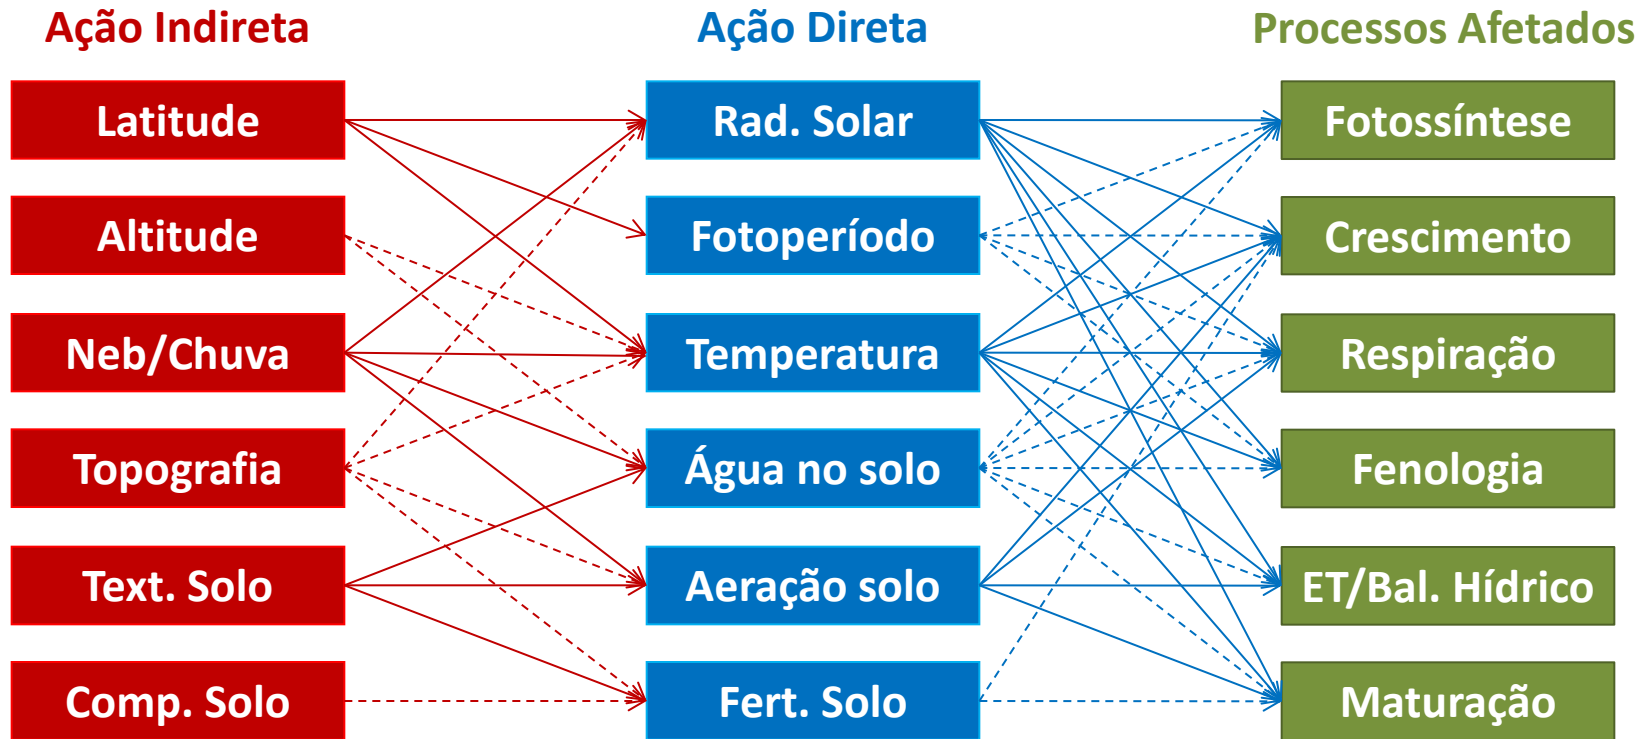 Ação Indireta
Ação Direta
Processos Afetados
Latitude
Rad. Solar
Fotossíntese
Altitude
Fotoperíodo
Crescimento
Neb/Chuva
Temperatura
Respiração
Topografia
Água no solo
Fenologia
Text. Solo
Aeração solo
ET/Bal. Hídrico
Comp. Solo
Fert. Solo
Maturação